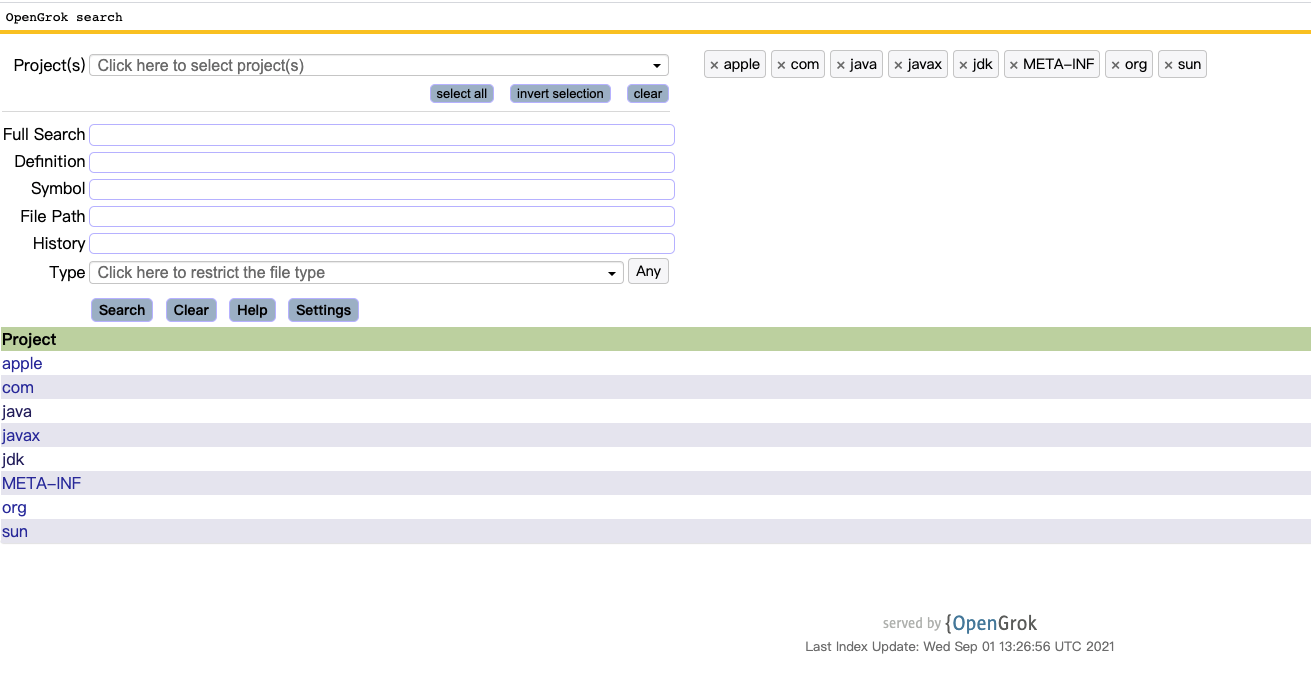 OpenGrok search
Project(s) Click here to select project(s)
× apple × com × java × javax × jdk × META-INF × org × sun
select all invert selection clear
Full Search
Definition
Symbol
File Path
History
Type Click here to restrict the file type Any
Search Clear Help Settings
Project
apple
com
java
javax
jdk
META-INF
org
sun
served by {OpenGrok
Last Index Update: Wed Sep 01 13:26:56 UTC 2021